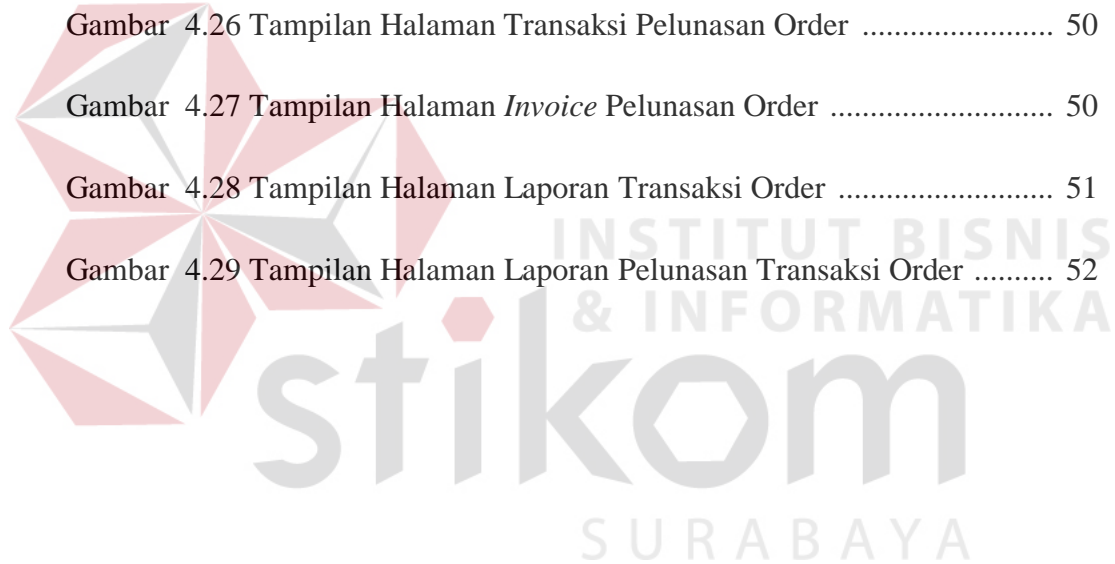 Gambar 4.26 Tampilan Halaman Transaksi Pelunasan Order ....................... 50
Gambar 4.27 Tampilan Halaman Invoice Pelunasan Order ........................... 50
Gambar 4.28 Tampilan Halaman Laporan Transaksi Order .......................... 51
Gambar 4.29 Tampilan Halaman Laporan Pelunasan Transaksi Order .......... 52
INSTITUT BISNIS
& INFORMATIKA
stikom
SURABAYA